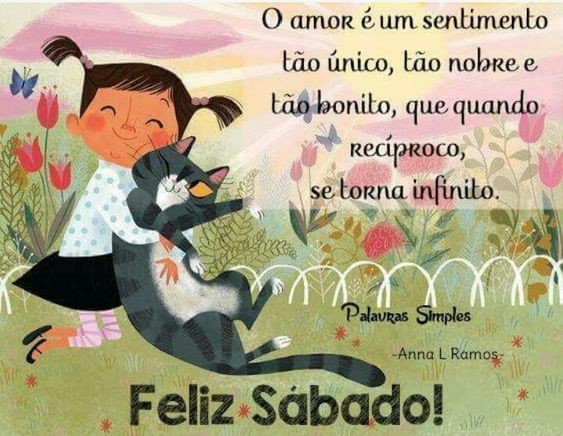 O amor é um sentimento
tão único, tão nobre e
tão bonito, que quando
recíproco,
se torna infinito.
Palavras Simples
-Anna L Ramos-
Feliz Sábado!